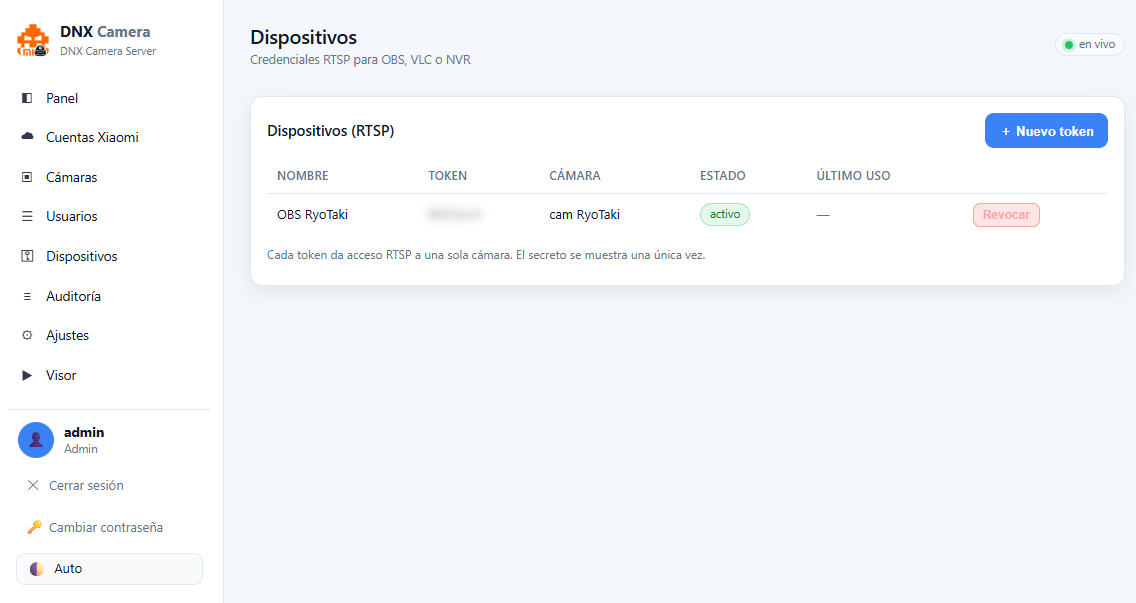 DNX Camera
DNX Camera Server
Panel
Cuentas Xiaomi
Cámaras
Usuarios
Dispositivos
Auditoría
Ajustes
Visor
admin
Admin
Cerrar sesión
Cambiar contraseña
Auto
Dispositivos
Credenciales RTSP para OBS, VLC o NVR
en vivo
Dispositivos (RTSP)
+ Nuevo token
NOMBRE TOKEN CÁMARA ESTADO ÚLTIMO USO
OBS RyoTaki cam RyoTaki activo — Revocar
Cada token da acceso RTSP a una sola cámara. El secreto se muestra una única vez.